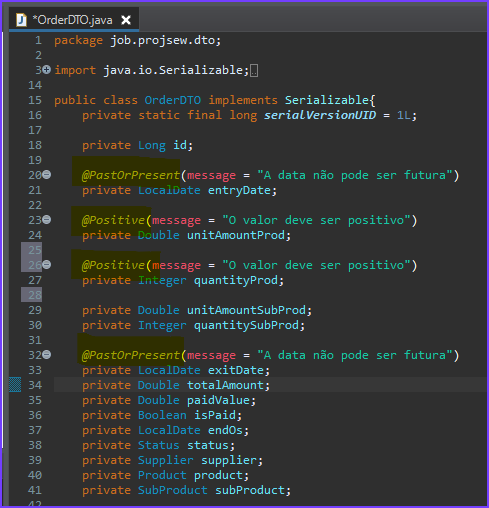 *OrderDTO.java
1 package job.projsew.dto;
2
3 import java.io.Serializable;
14
15 public class OrderDTO implements Serializable{
16 private static final long serialVersionUID = 1L;
17
18 private Long id;
19
20 @PastOrPresent(message = "A data não pode ser futura")
21 private LocalDate entryDate;
22
23 @Positive(message = "O valor deve ser positivo")
24 private Double unitAmountProd;
25
26 @Positive(message = "O valor deve ser positivo")
27 private Integer quantityProd;
28
29 private Double unitAmountSubProd;
30 private Integer quantitySubProd;
31
32 @PastOrPresent(message = "A data não pode ser futura")
33 private LocalDate exitDate;
34 private Double totalAmount;
35 private Double paidValue;
36 private Boolean isPaid;
37 private LocalDate endOs;
38 private Status status;
39 private Supplier supplier;
40 private Product product;
41 private SubProduct subProduct;